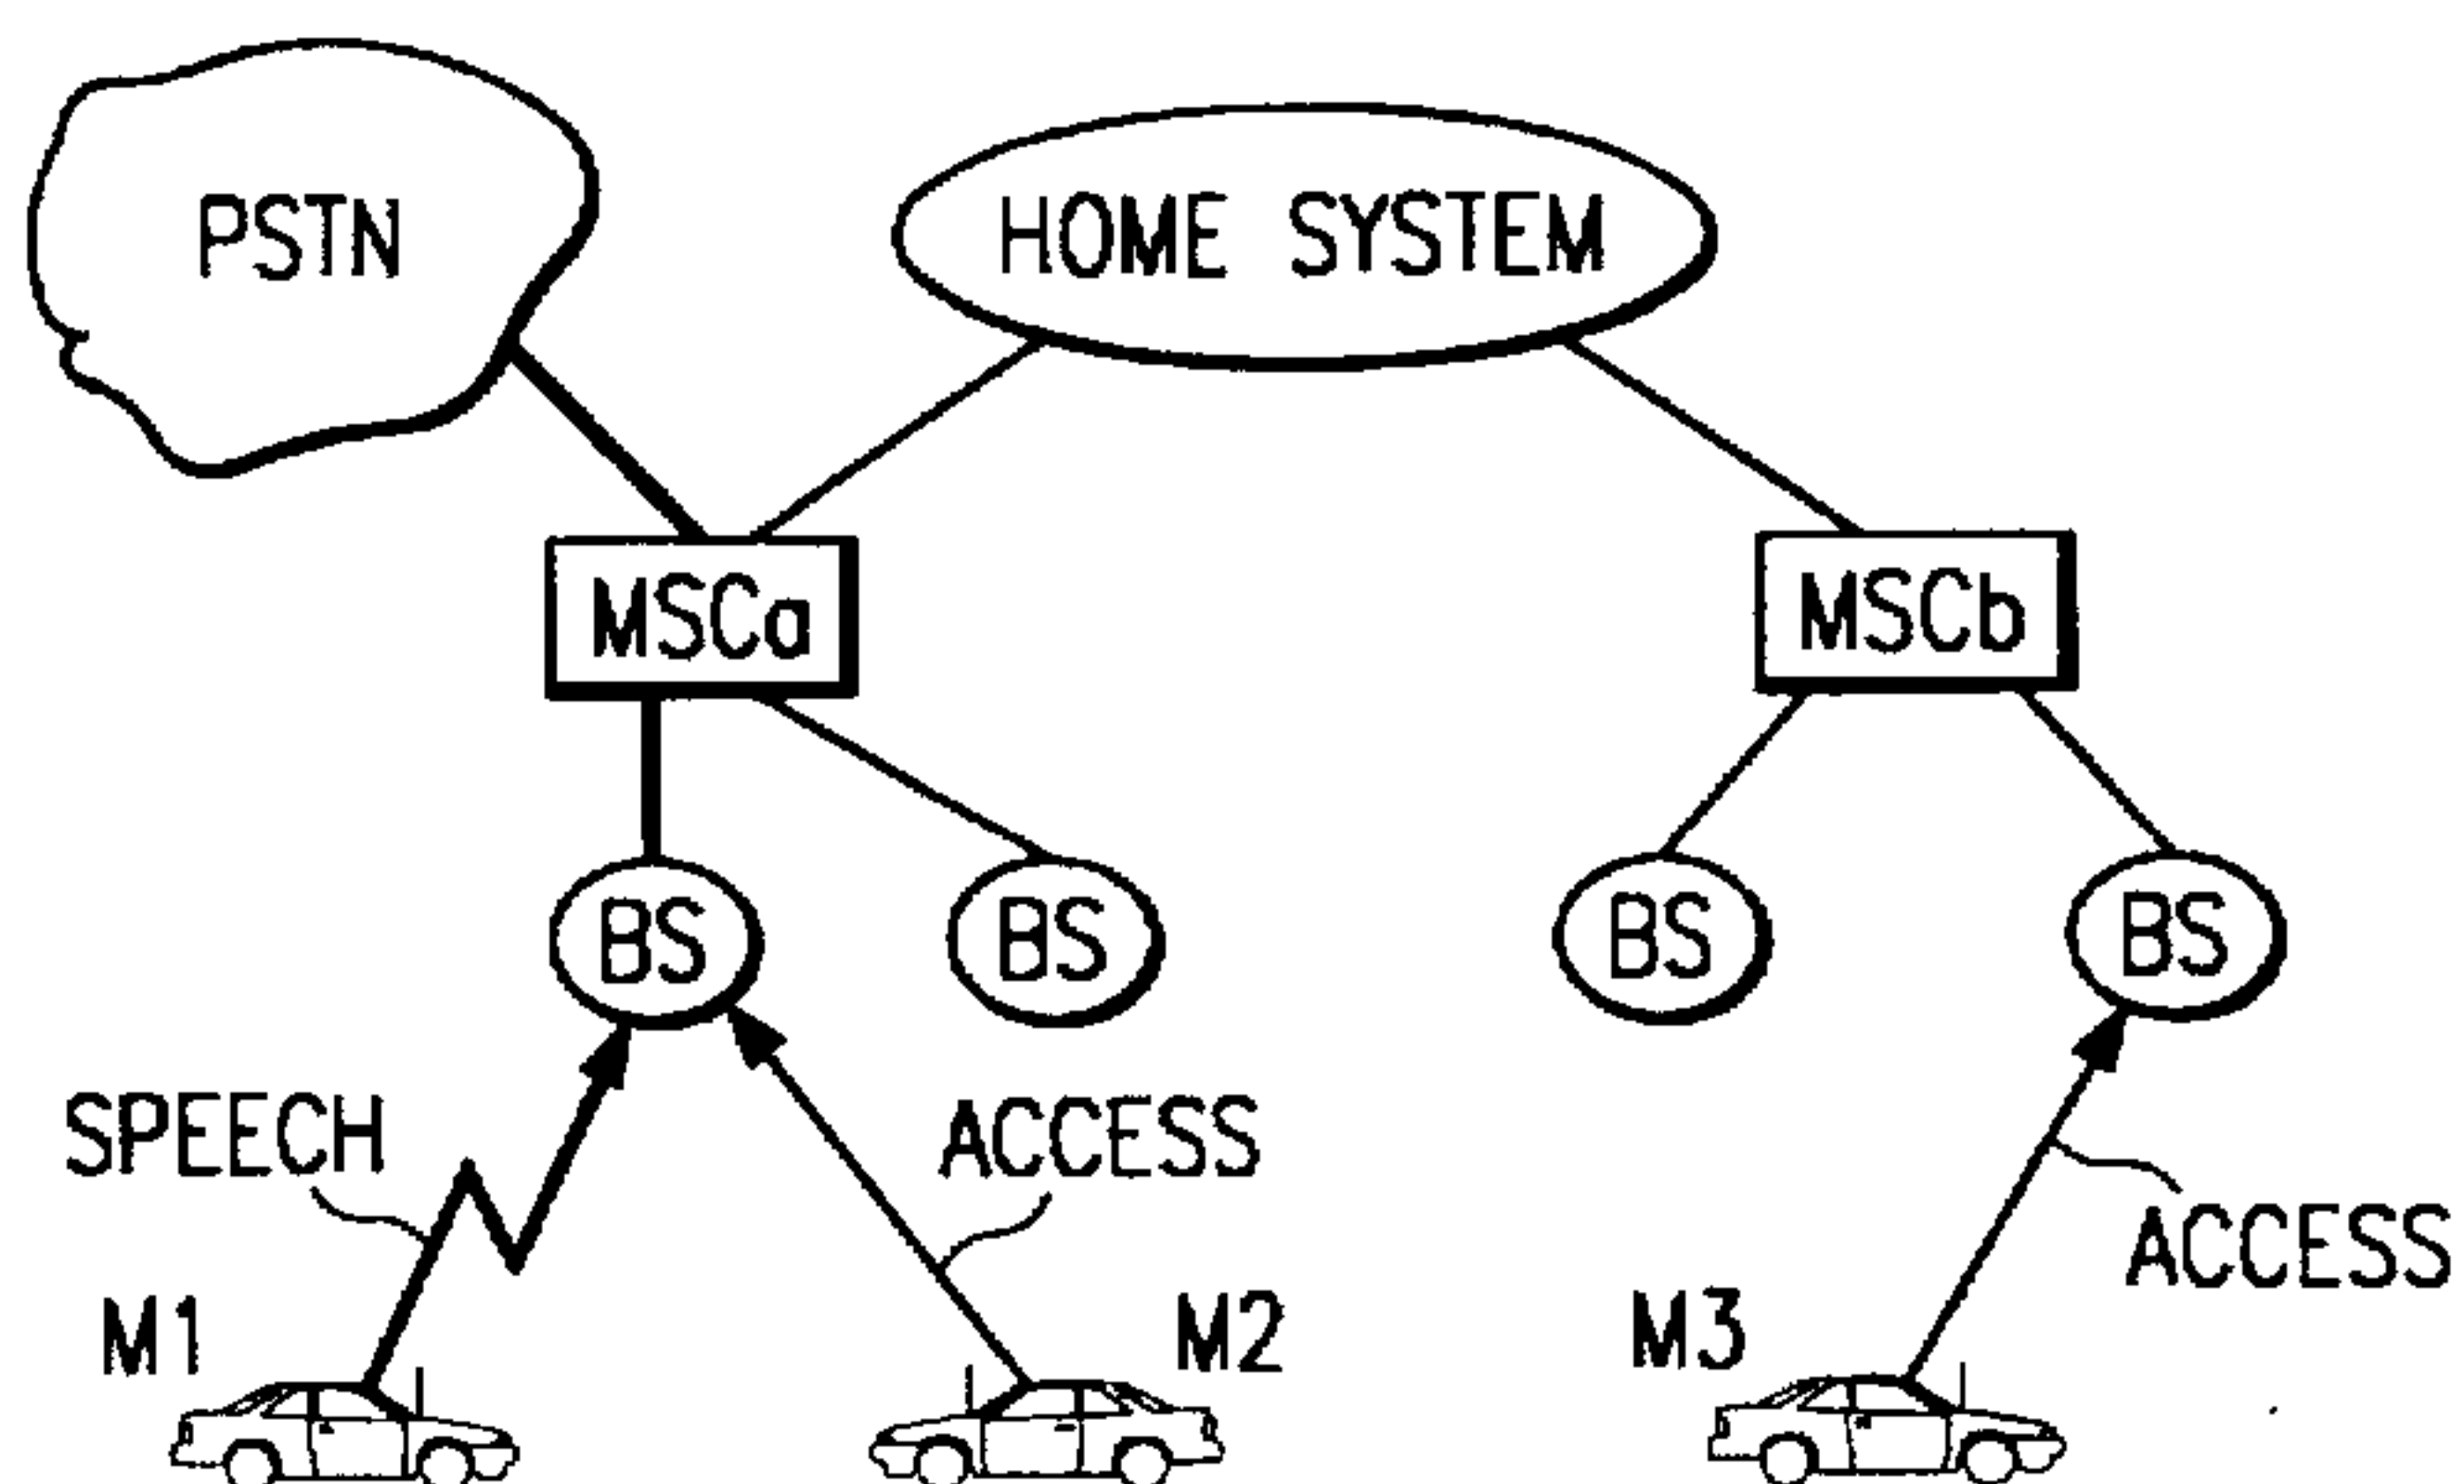 PSTN
HOME SYSTEM
MSCa
MSCb
BS
BS
BS
BS
SPEECH
ACCESS
ACCESS
M1
M2
M3